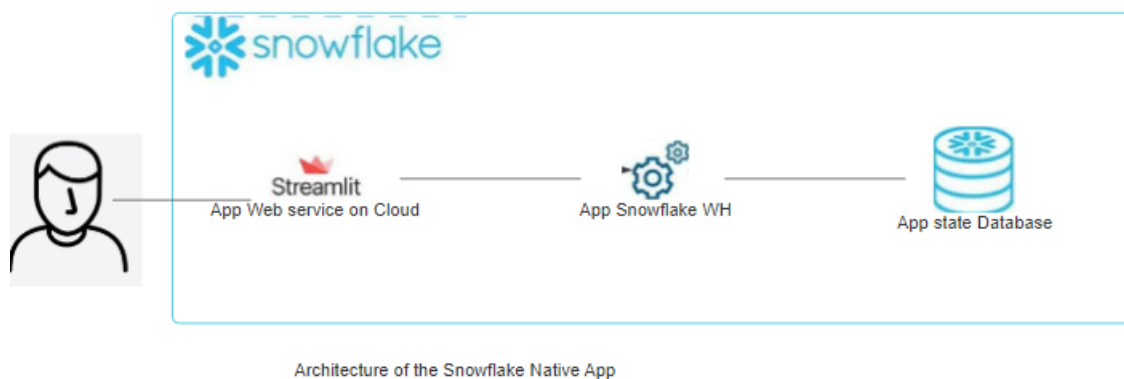 snowflake
Streamlit
App Web service on Cloud
App Snowflake WH
App state Database
Architecture of the Snowflake Native App